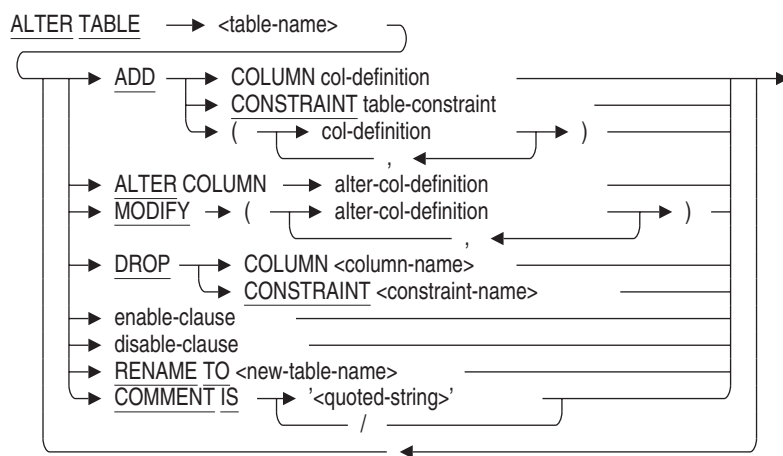 ALTER TABLE <table-name>
ADD COLUMN col-definition
CONSTRAINT table-constraint
( col-definition )
,
ALTER COLUMN alter-col-definition
MODIFY ( alter-col-definition )
,
DROP COLUMN <column-name>
CONSTRAINT <constraint-name>
enable-clause
disable-clause
RENAME TO <new-table-name>
COMMENT IS '<quoted-string>'
/